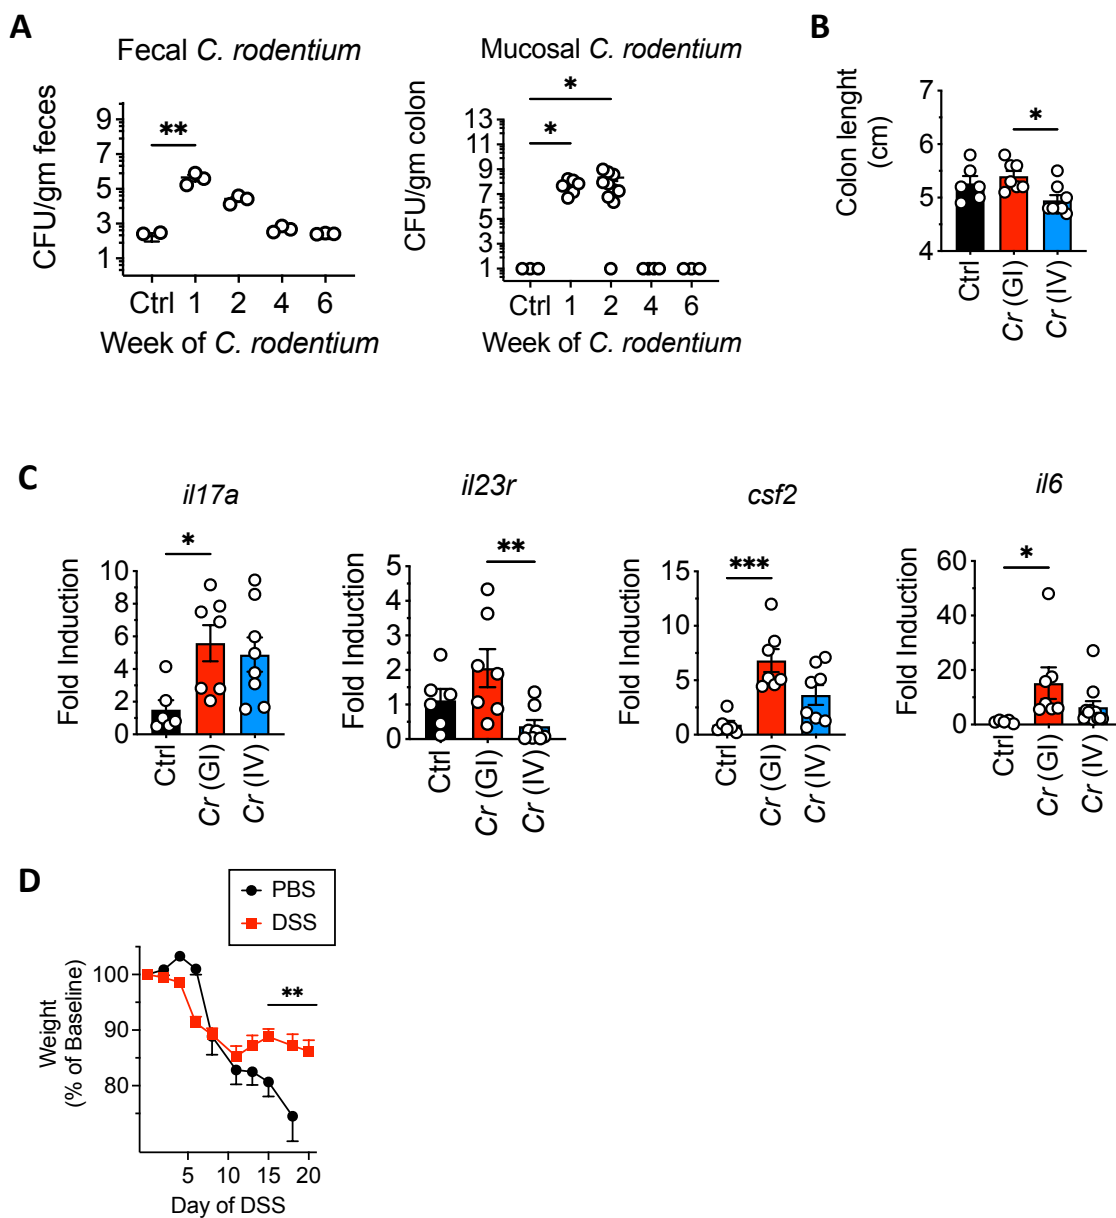 A
Fecal C. rodentium
CFU/gm feces
9
7
5
3
1
**
Ctrl 1 2 4 6
Week of C. rodentium
Mucosal C. rodentium
CFU/gm colon
13
11
9
7
5
3
1
*
*
Ctrl 1 2 4 6
Week of C. rodentium
B
Colon lenght
(cm)
7
6
5
4
*
Ctrl
Cr (GI)
Cr (IV)
C
il17a
Fold Induction
10
8
6
4
2
0
*
Ctrl
Cr (GI)
Cr (IV)
il23r
Fold Induction
5
4
3
2
1
0
**
Ctrl
Cr (GI)
Cr (IV)
csf2
Fold Induction
15
10
5
0
***
Ctrl
Cr (GI)
Cr (IV)
il6
Fold Induction
60
40
20
0
*
Ctrl
Cr (GI)
Cr (IV)
D
PBS
DSS
Weight
(% of Baseline)
100
90
80
**
5 10 15 20
Day of DSS